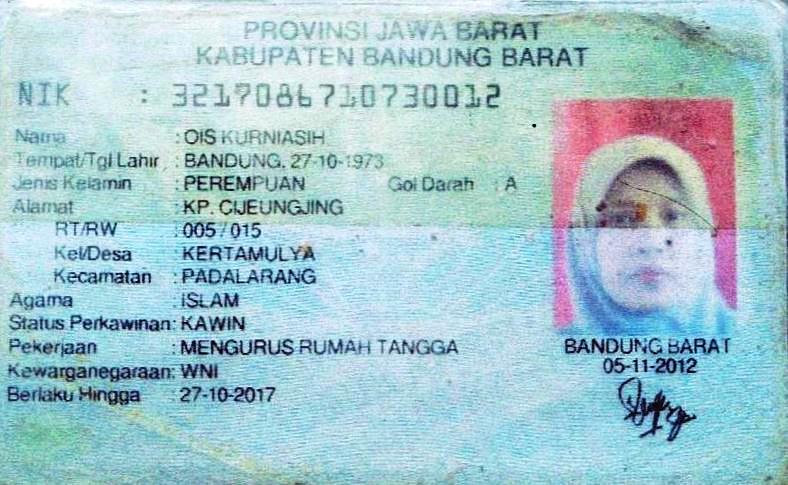 PROVINSI JAWA BARAT
KABUPATEN BANDUNG BARAT
NIK : 3217086710730012
Nama : OIS KURNIASIH
Tempat/Tgl Lahir : BANDUNG, 27-10-1973
Jenis Kelamin : PEREMPUAN Gol Darah : A
Alamat : KP. CIJEUNGJING
RT/RW : 005 / 015
Kel/Desa : KERTAMULYA
Kecamatan : PADALARANG
Agama : ISLAM
Status Perkawinan: KAWIN
Pekerjaan : MENGURUS RUMAH TANGGA
Kewarganegaraan: WNI
Berlaku Hingga : 27-10-2017
BANDUNG BARAT
05-11-2012